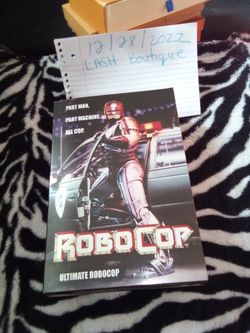 12/28/2022
LASH Boutique
PART MAN.
PART MACHINE.
ALL COP.
ROBOCOP
ULTIMATE ROBOCOP